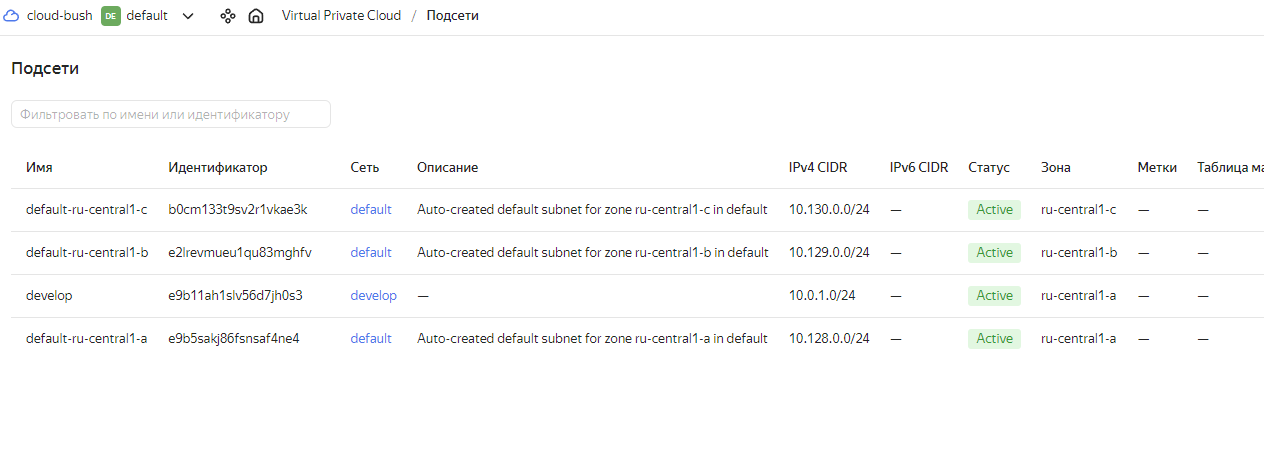 cloud-bush DE default Virtual Private Cloud / Подсети
Подсети
Фильтровать по имени или идентификатору
Имя Идентификатор Сеть Описание IPv4 CIDR IPv6 CIDR Статус Зона Метки Таблица ма
default-ru-central1-c b0cm133t9sv2r1vkae3k default Auto-created default subnet for zone ru-central1-c in default 10.130.0.0/24 — Active ru-central1-c — —
default-ru-central1-b e2lrevmueu1qu83mghfv default Auto-created default subnet for zone ru-central1-b in default 10.129.0.0/24 — Active ru-central1-b — —
develop e9b11ah1slv56d7jh0s3 develop — 10.0.1.0/24 — Active ru-central1-a — —
default-ru-central1-a e9b5sakj86fsnsaf4ne4 default Auto-created default subnet for zone ru-central1-a in default 10.128.0.0/24 — Active ru-central1-a — —